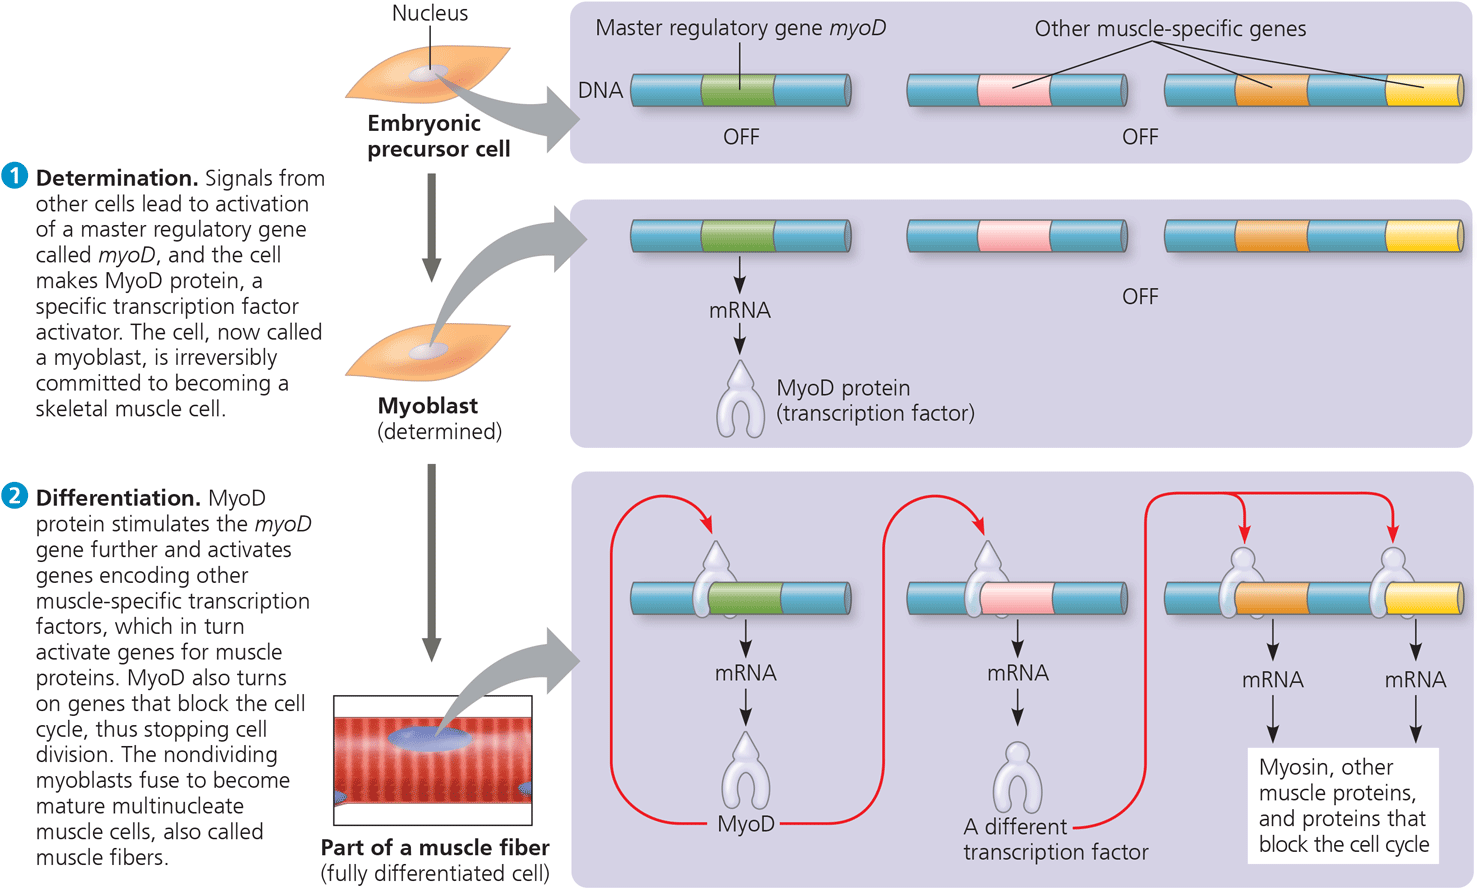 Nucleus
Master regulatory gene myoD
Other muscle-specific genes
DNA
OFF
OFF
Embryonic
precursor cell
1 Determination. Signals from
other cells lead to activation
of a master regulatory gene
called myoD, and the cell
makes MyoD protein, a
specific transcription factor
activator. The cell, now called
a myoblast, is irreversibly
committed to becoming a
skeletal muscle cell.
mRNA
OFF
MyoD protein
(transcription factor)
Myoblast
(determined)
2 Differentiation. MyoD
protein stimulates the myoD
gene further and activates
genes encoding other
muscle-specific transcription
factors, which in turn
activate genes for muscle
proteins. MyoD also turns
on genes that block the cell
cycle, thus stopping cell
division. The nondividing
myoblasts fuse to become
mature multinucleate
muscle cells, also called
muscle fibers.
mRNA
mRNA
mRNA
mRNA
MyoD
A different
transcription factor
Myosin, other
muscle proteins,
and proteins that
block the cell cycle
Part of a muscle fiber
(fully differentiated cell)